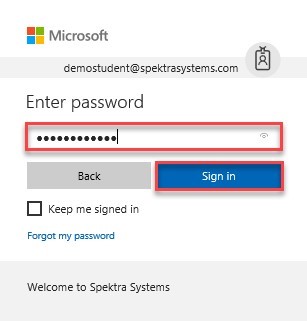 Microsoft
demostudent@spektrasystems.com
Enter password
••••••••••••
Back
Sign in
Keep me signed in
Forgot my password
Welcome to Spektra Systems